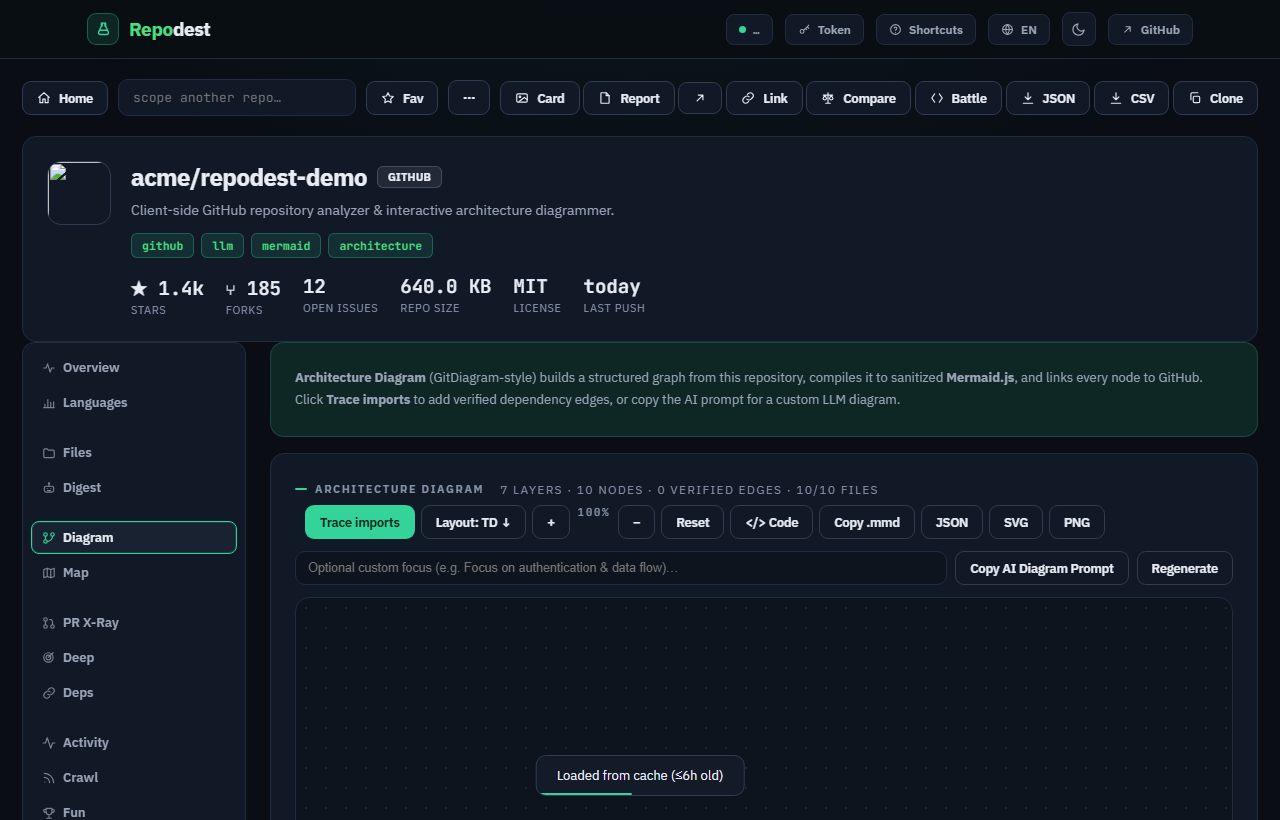 Repodest
..
Token
Shortcuts
EN
GitHub
Home
scope another repo…
Fav
Card
Report
Link
Compare
Battle
JSON
CSV
Clone
acme/repodest-demo
GITHUB
Client-side GitHub repository analyzer & interactive architecture diagrammer.
github
llm
mermaid
architecture
★ 1.4k
⑂ 185
12
640.0 KB
MIT
today
STARS
FORKS
OPEN ISSUES
REPO SIZE
LICENSE
LAST PUSH
Overview
Languages
Files
Digest
Diagram
Map
PR X-Ray
Deep
Deps
Activity
Crawl
Fun
Architecture Diagram (GitDiagram-style) builds a structured graph from this repository, compiles it to sanitized Mermaid.js, and links every node to GitHub.
Click Trace imports to add verified dependency edges, or copy the AI prompt for a custom LLM diagram.
ARCHITECTURE DIAGRAM
7 LAYERS · 10 NODES · 0 VERIFIED EDGES · 10/10 FILES
Trace imports
Layout: TD ↓
+
100%
−
Reset
</> Code
Copy .mmd
JSON
SVG
PNG
Optional custom focus (e.g. Focus on authentication & data flow)…
Copy AI Diagram Prompt
Regenerate
Loaded from cache (≤6h old)